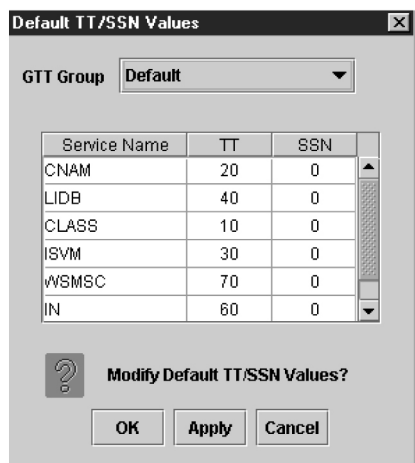 Default TT/SSN Values
GTT Group Default
Service Name TT SSN
CNAM 20 0
LIDB 40 0
CLASS 10 0
ISVM 30 0
WSMSC 70 0
IN 60 0
Modify Default TT/SSN Values?
OK Apply Cancel